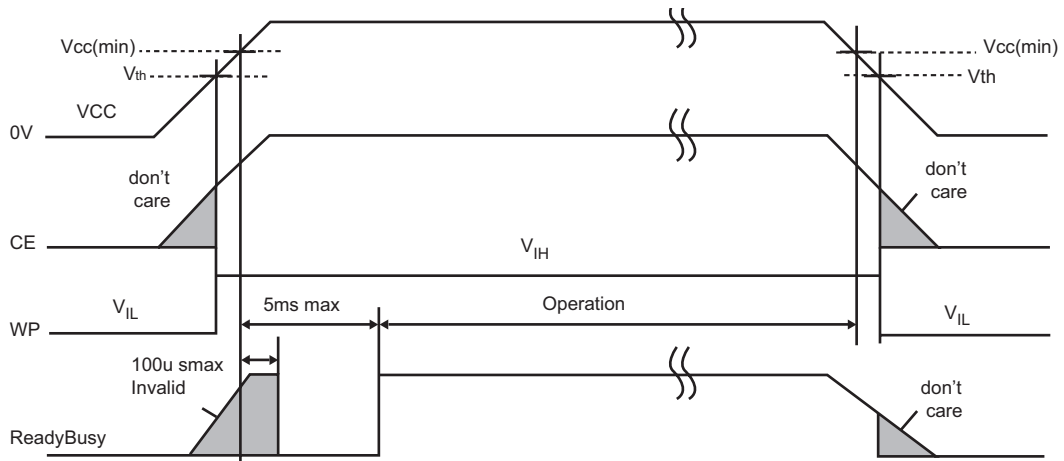 Vcc(min)
Vcc(min)
Vth
Vth
VCC
0V
don't
care
don't
care
CE
VIH
VIL
5ms max
Operation
VIL
WP
100u smax
Invalid
don't
care
ReadyBusy